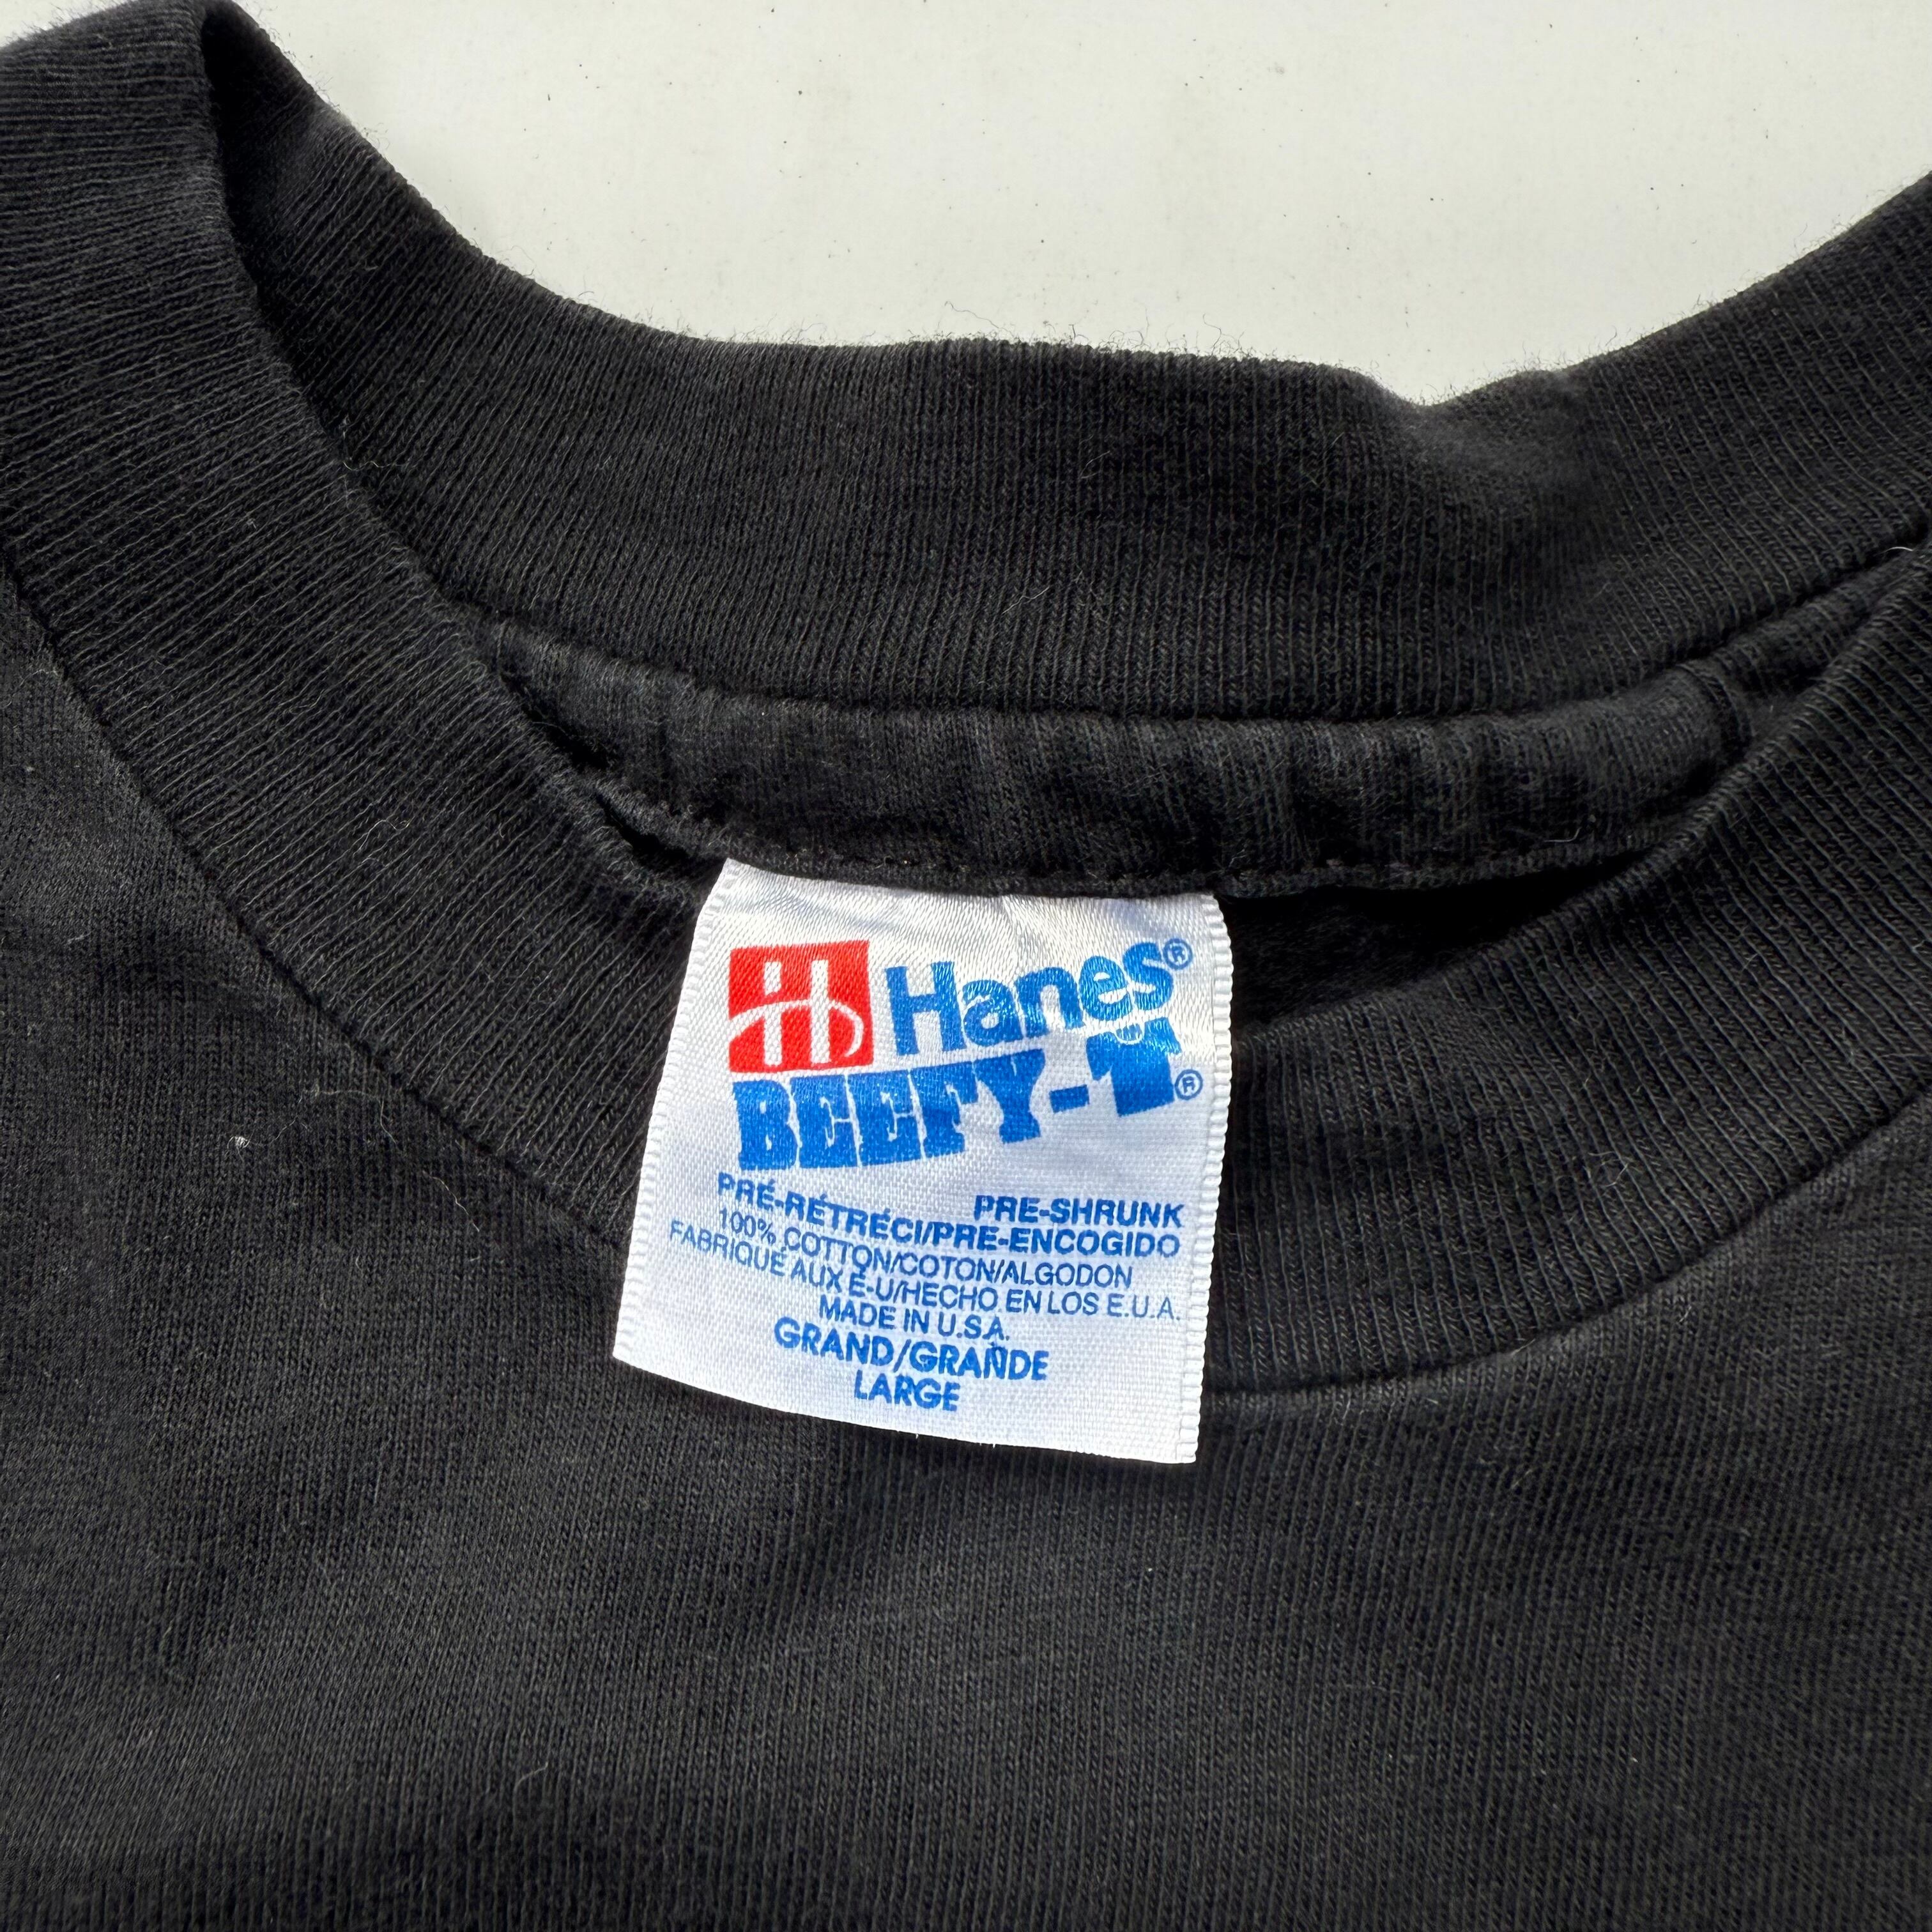 Hanes®
BEEFY-T®
PRE-SHRUNK
PRÉ-RÉTRÉCI/PRE-ENCOGIDO
100% COTTON/COTON/ALGODON
FABRIQUÉ AUX É-U/HECHO EN LOS E.U.A.
MADE IN U.S.A.
GRAND/GRANDE
LARGE